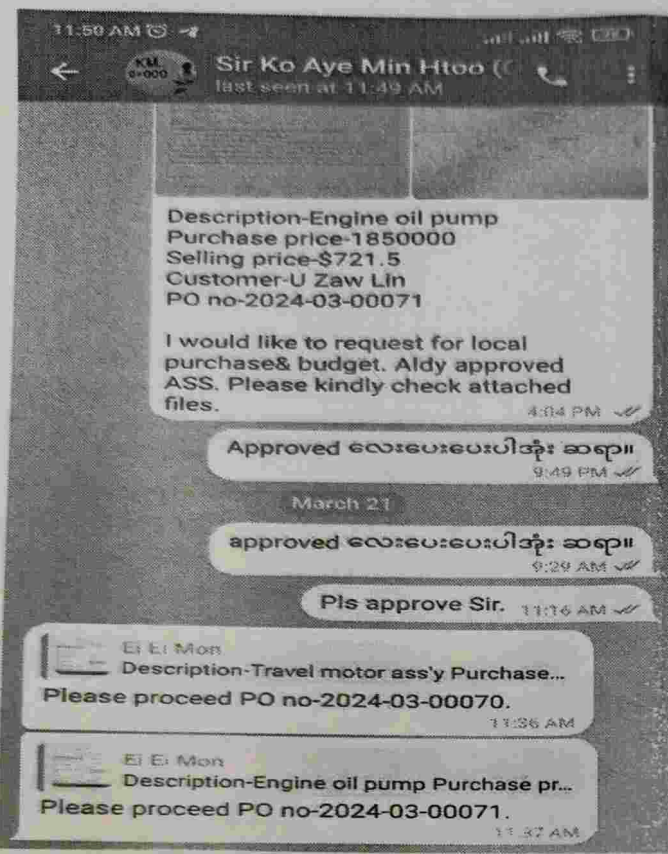 11:50 AM
Sir Ko Aye Min Htoo (
last seen at 11:49 AM
Description-Engine oil pump
Purchase price-1850000
Selling price-$721.5
Customer-U Zaw Lin
PO no-2024-03-00071
I would like to request for local
purchase& budget. Aldy approved
ASS. Please kindly check attached
files.
4:04 PM
Approved လေးပေးပေးပါအုံး ဆရာ။
9:49 PM
March 21
approved လေးပေးပေးပါအုံး ဆရာ။
9:29 AM
Pls approve Sir. 11:16 AM
Ei Ei Mon
Description-Travel motor ass'y Purchase...
Please proceed PO no-2024-03-00070.
11:36 AM
Ei Ei Mon
Description-Engine oil pump Purchase pr...
Please proceed PO no-2024-03-00071.
11:37 AM